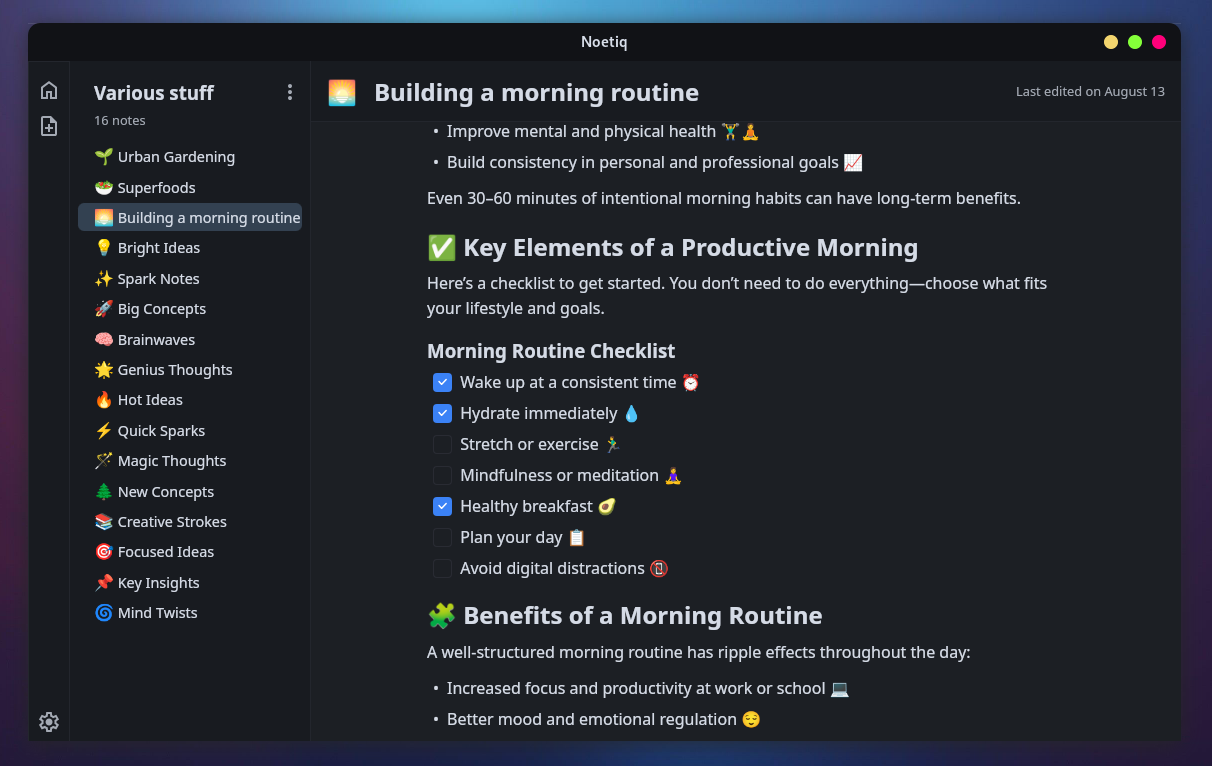 Noetiq
Various stuff
16 notes
🌱 Urban Gardening
🥗 Superfoods
🌅 Building a morning routine
💡 Bright Ideas
✨ Spark Notes
🚀 Big Concepts
🧠 Brainwaves
🌟 Genius Thoughts
🔥 Hot Ideas
⚡ Quick Sparks
🪄 Magic Thoughts
🌲 New Concepts
📚 Creative Strokes
🎯 Focused Ideas
📌 Key Insights
🌀 Mind Twists
🌅 Building a morning routine
Last edited on August 13
• Improve mental and physical health 🏋️‍♂️🧘
• Build consistency in personal and professional goals 📈
Even 30–60 minutes of intentional morning habits can have long-term benefits.
✅ Key Elements of a Productive Morning
Here’s a checklist to get started. You don’t need to do everything—choose what fits
your lifestyle and goals.
Morning Routine Checklist
Wake up at a consistent time ⏰
Hydrate immediately 💧
Stretch or exercise 🏃‍♂️
Mindfulness or meditation 🧘‍♀️
Healthy breakfast 🥑
Plan your day 📋
Avoid digital distractions 📵
🧩 Benefits of a Morning Routine
A well-structured morning routine has ripple effects throughout the day:
• Increased focus and productivity at work or school 💻
• Better mood and emotional regulation 😌